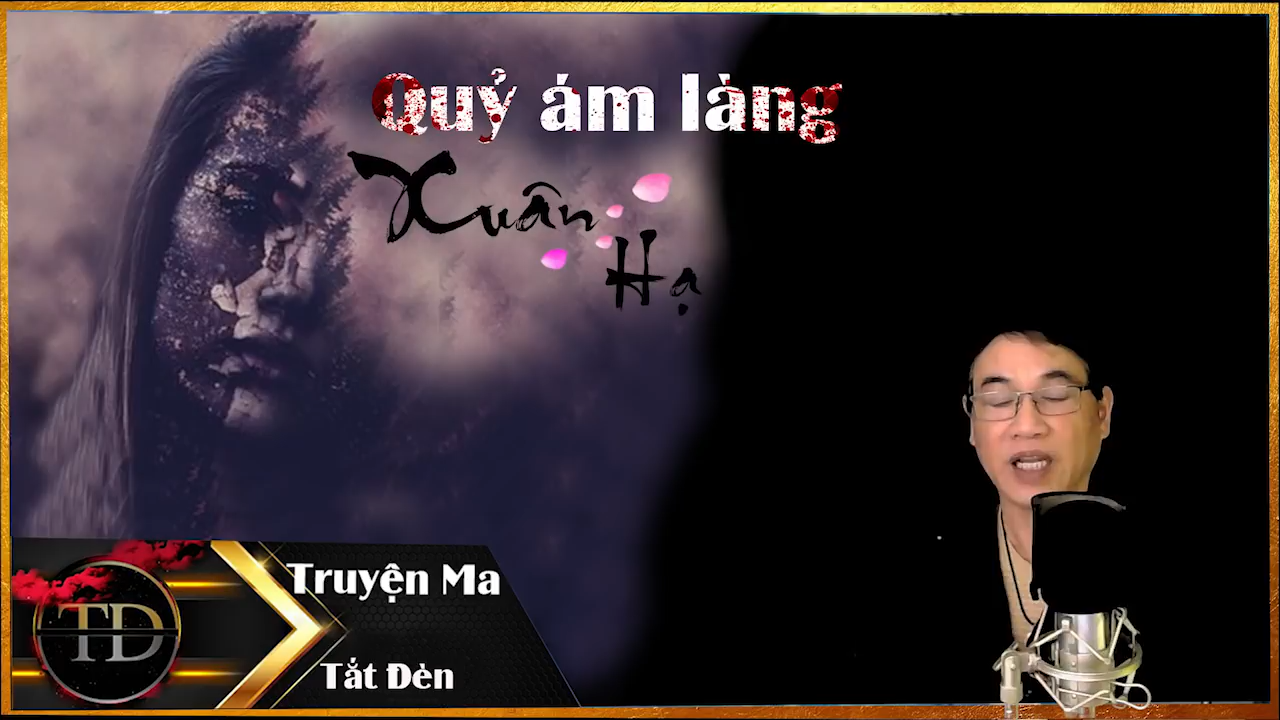 Quỷ ám làng
Xuân
Hạ
Truyện Ma
TD
Tắt Đèn